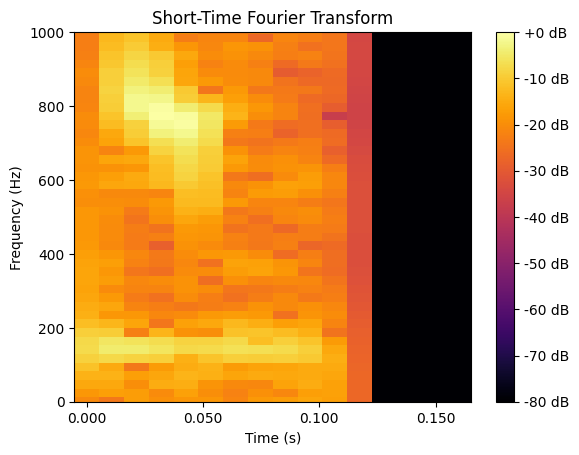 Short-Time Fourier Transform
1000
800
600
400
200
0
Frequency (Hz)
0.000
0.050
0.100
0.150
Time (s)
+0 dB
-10 dB
-20 dB
-30 dB
-40 dB
-50 dB
-60 dB
-70 dB
-80 dB